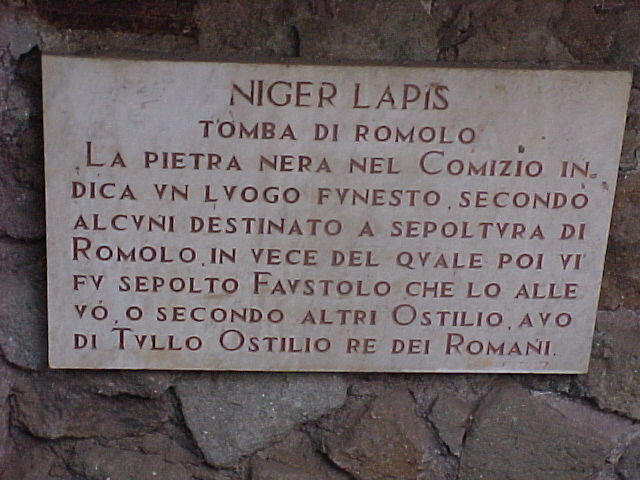 NIGER LAPIS
TOMBA DI ROMOLO
LA PIETRA NERA NEL COMIZIO IN-
DICA VN LVOGO FVNESTO, SECONDO
ALCVNI DESTINATO A SEPOLTVRA DI
ROMOLO, IN VECE DEL QVALE POI VI
FV SEPOLTO FAVSTOLO CHE LO ALLE
VÓ, O SECONDO ALTRI OSTILIO, AVO
DI TVLLO OSTILIO RE DEI ROMANI.